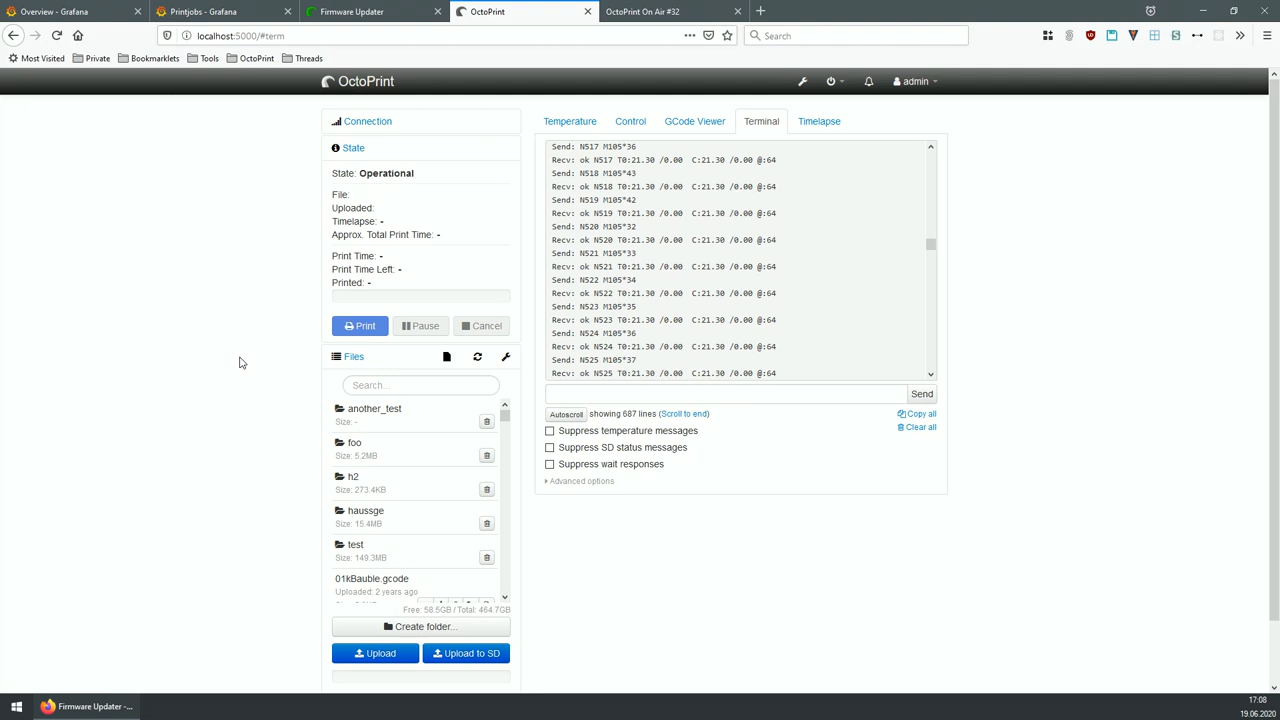 Overview - Grafana
Printjobs - Grafana
Firmware Updater
OctoPrint
OctoPrint On Air #32
localhost:5000/#term
Search
Most Visited
Private
Bookmarklets
Tools
OctoPrint
Threads
OctoPrint
admin
Connection
State
State: Operational
File:
Uploaded:
Timelapse: -
Approx. Total Print Time: -
Print Time: -
Print Time Left: -
Printed: -
Print
Pause
Cancel
Files
Search...
another_test
Size: -
foo
Size: 5.2MB
h2
Size: 273.4KB
haussge
Size: 15.4MB
test
Size: 149.3MB
01kBauble.gcode
Uploaded: 2 years ago
Free: 58.5GB / Total: 464.7GB
Create folder...
Upload
Upload to SD
Temperature
Control
GCode Viewer
Terminal
Timelapse
Send: N517 M105*36
Recv: ok N517 T0:21.30 /0.00 C:21.30 /0.00 @:64
Send: N518 M105*43
Recv: ok N518 T0:21.30 /0.00 C:21.30 /0.00 @:64
Send: N519 M105*42
Recv: ok N519 T0:21.30 /0.00 C:21.30 /0.00 @:64
Send: N520 M105*32
Recv: ok N520 T0:21.30 /0.00 C:21.30 /0.00 @:64
Send: N521 M105*33
Recv: ok N521 T0:21.30 /0.00 C:21.30 /0.00 @:64
Send: N522 M105*34
Recv: ok N522 T0:21.30 /0.00 C:21.30 /0.00 @:64
Send: N523 M105*35
Recv: ok N523 T0:21.30 /0.00 C:21.30 /0.00 @:64
Send: N524 M105*36
Recv: ok N524 T0:21.30 /0.00 C:21.30 /0.00 @:64
Send: N525 M105*37
Recv: ok N525 T0:21.30 /0.00 C:21.30 /0.00 @:64
Send
Autoscroll
showing 687 lines (Scroll to end)
Copy all
Clear all
Suppress temperature messages
Suppress SD status messages
Suppress wait responses
Advanced options
Firmware Updater -...
17:08
19.06.2020